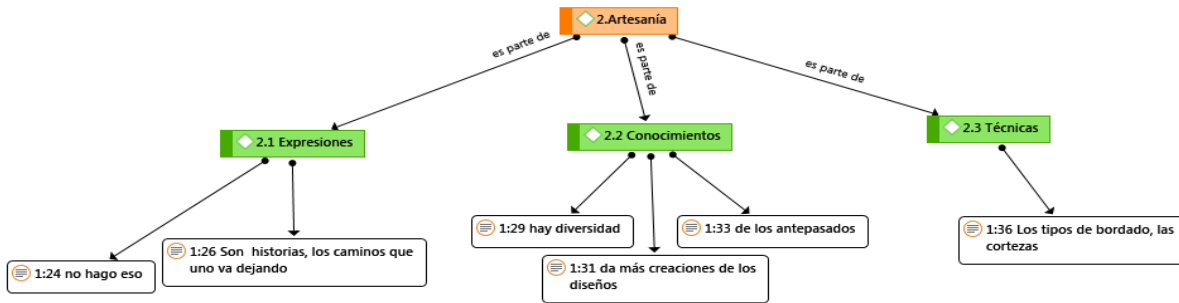 2.Artesanía
es parte de
es parte de
es parte de
2.1 Expresiones
2.2 Conocimientos
2.3 Técnicas
1:24 no hago eso
1:26 Son historias, los caminos que
uno va dejando
1:29 hay diversidad
1:31 da más creaciones de los
diseños
1:33 de los antepasados
1:36 Los tipos de bordado, las
cortezas